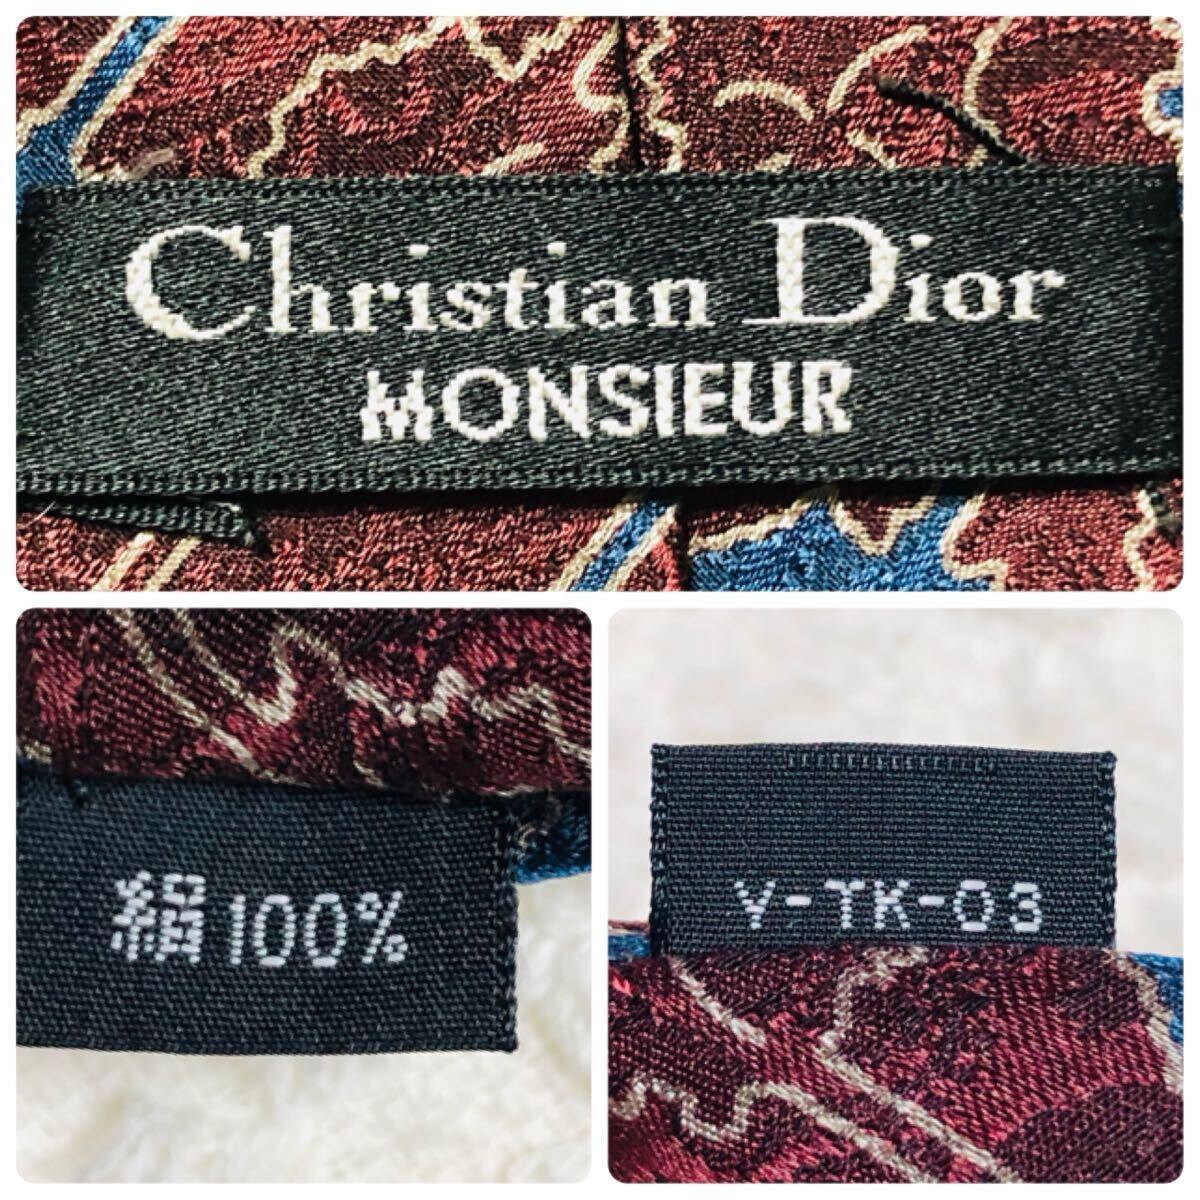 Christian Dior
MONSIEUR
絹100%
Y-TK-03